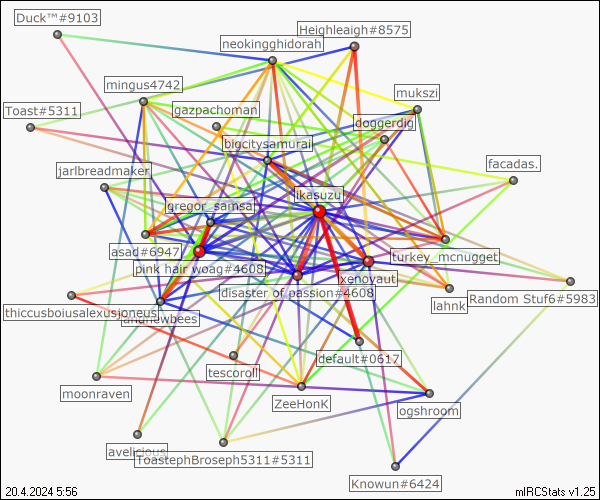 Duck™#9103
Heighleigh#8575
neokingghidorah
mingus4742
mukszi
Toast#5311
gazpachoman
doggerdig
bigcitysamurai
facadas.
jarlbreadmaker
ikasuzu
gregor_samsa
asad#6947
turkey_mcnugget
pink hair woag#4608
xenoyaut
disaster of passion#4608
lahnk
Random Stuf6#5983
thiccusboiusalexusjoneus
andrewbees
default#0617
tescoroll
moonraven
ZeeHonK
ogshroom
avelicious
ToastephBroseph5311#5311
Knowun#6424
20.4.2024 5:56
mIRCStats v1.25